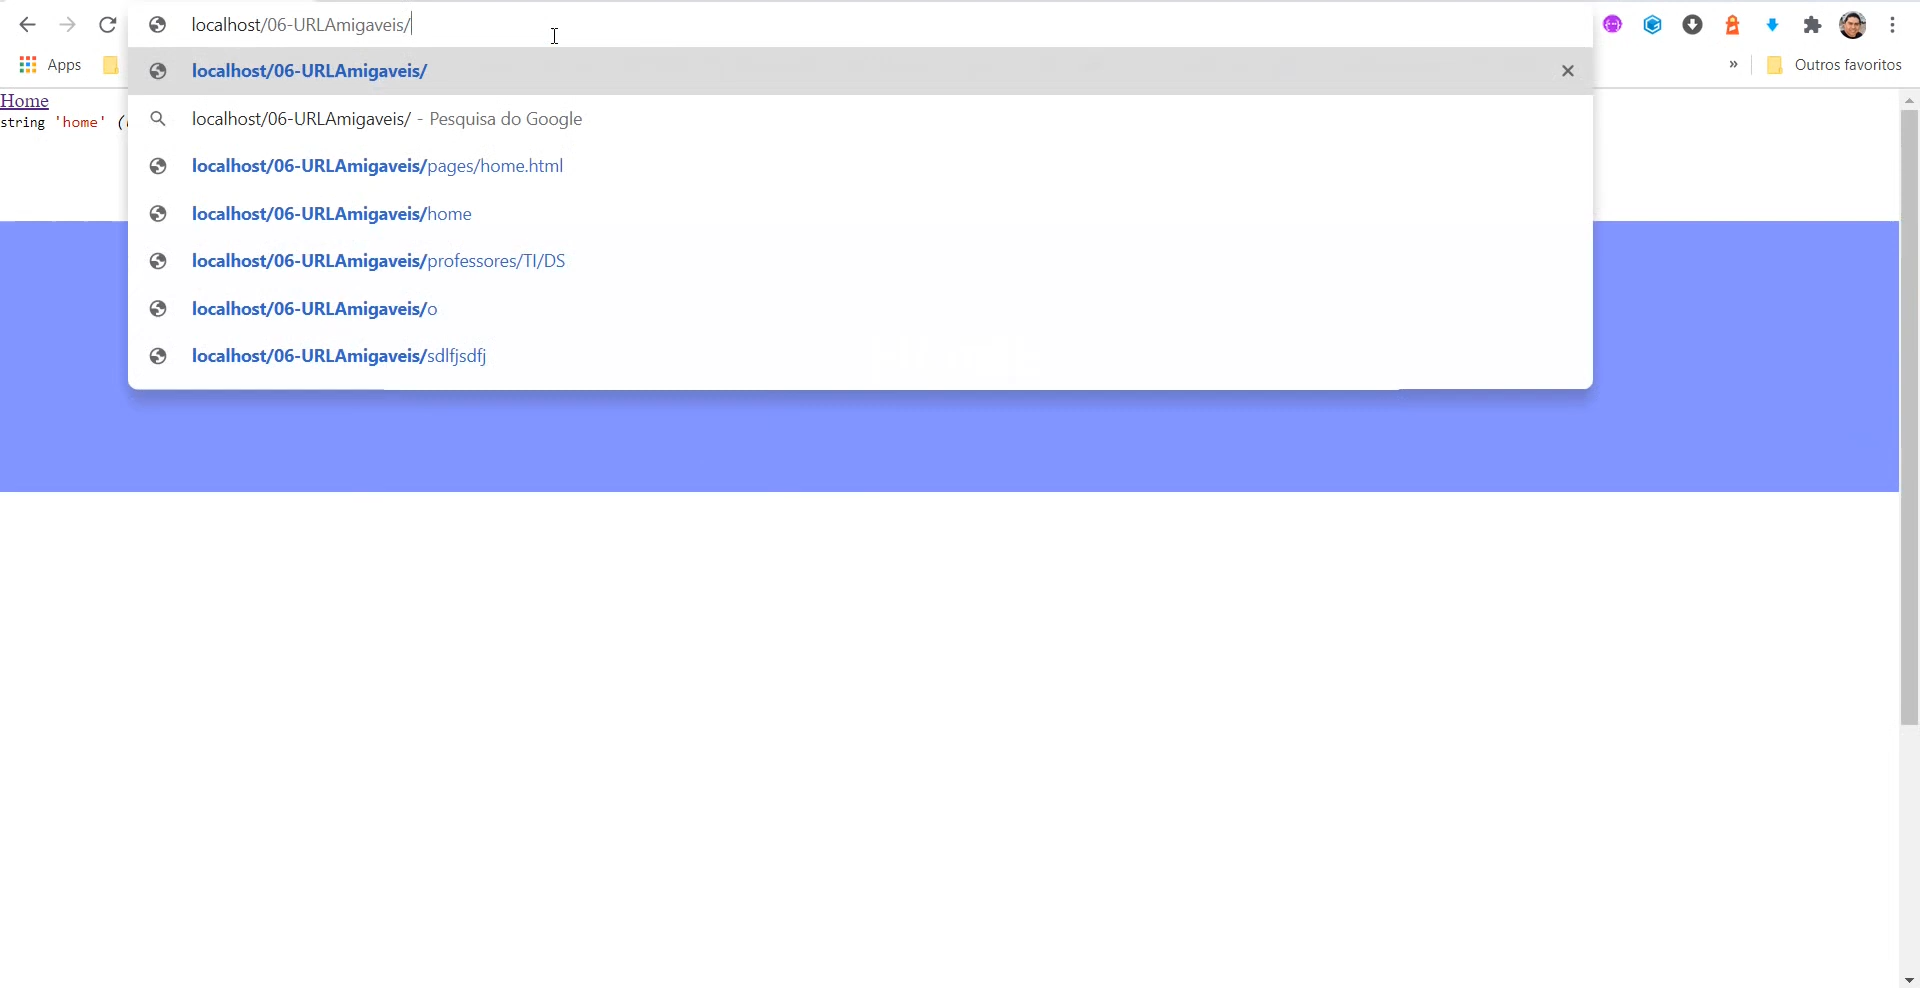 localhost/06-URLAmigaveis/
Apps
localhost/06-URLAmigaveis/
» Outros favoritos
Home
string 'home' (
localhost/06-URLAmigaveis/ - Pesquisa do Google
localhost/06-URLAmigaveis/pages/home.html
localhost/06-URLAmigaveis/home
localhost/06-URLAmigaveis/professores/TI/DS
localhost/06-URLAmigaveis/o
localhost/06-URLAmigaveis/sdlfjsdfj